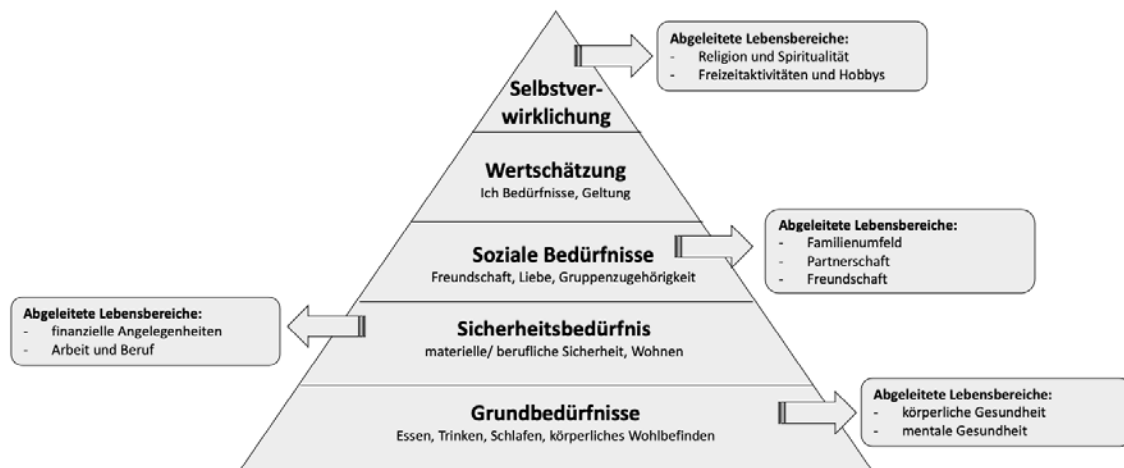 Abgeleitete Lebensbereiche:
- Religion und Spiritualität
- Freizeitaktivitäten und Hobbys
Selbstver-
wirklichung
Wertschätzung
Ich Bedürfnisse, Geltung
Abgeleitete Lebensbereiche:
- Familienumfeld
- Partnerschaft
- Freundschaft
Soziale Bedürfnisse
Freundschaft, Liebe, Gruppenzugehörigkeit
Abgeleitete Lebensbereiche:
- finanzielle Angelegenheiten
- Arbeit und Beruf
Sicherheitsbedürfnis
materielle/ berufliche Sicherheit, Wohnen
Abgeleitete Lebensbereiche:
- körperliche Gesundheit
- mentale Gesundheit
Grundbedürfnisse
Essen, Trinken, Schlafen, körperliches Wohlbefinden